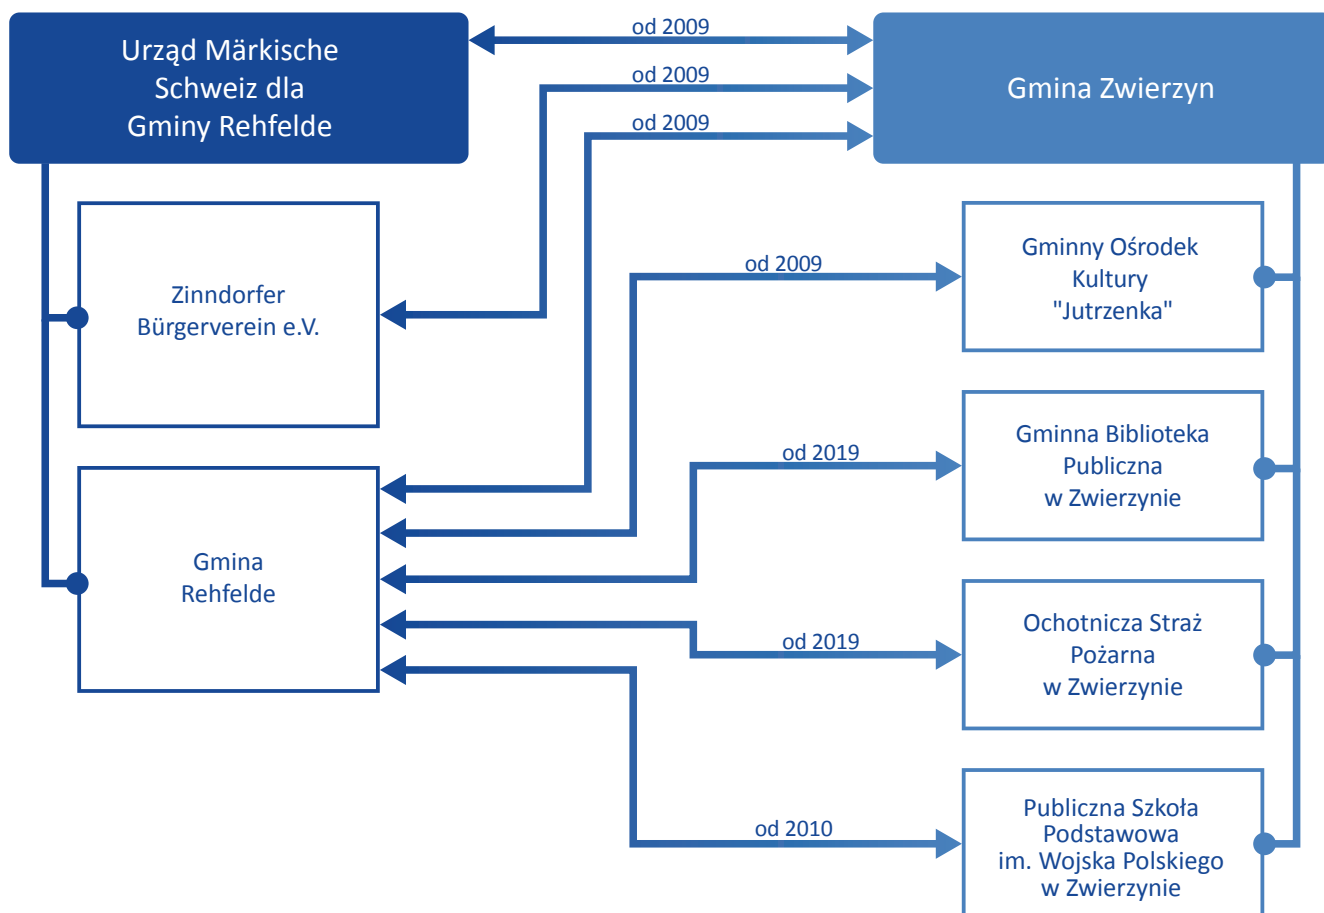 Urząd Märkische
Schweiz dla
Gminy Rehfelde
od 2009
od 2009
od 2009
Gmina Zwierzyn
Zinndorfer
Bürgerverein e.V.
od 2009
Gminny Ośrodek
Kultury
"Jutrzenka"
od 2019
Gminna Biblioteka
Publiczna
w Zwierzynie
Gmina
Rehfelde
od 2019
Ochotnicza Straż
Pożarna
w Zwierzynie
od 2010
Publiczna Szkoła
Podstawowa
im. Wojska Polskiego
w Zwierzynie